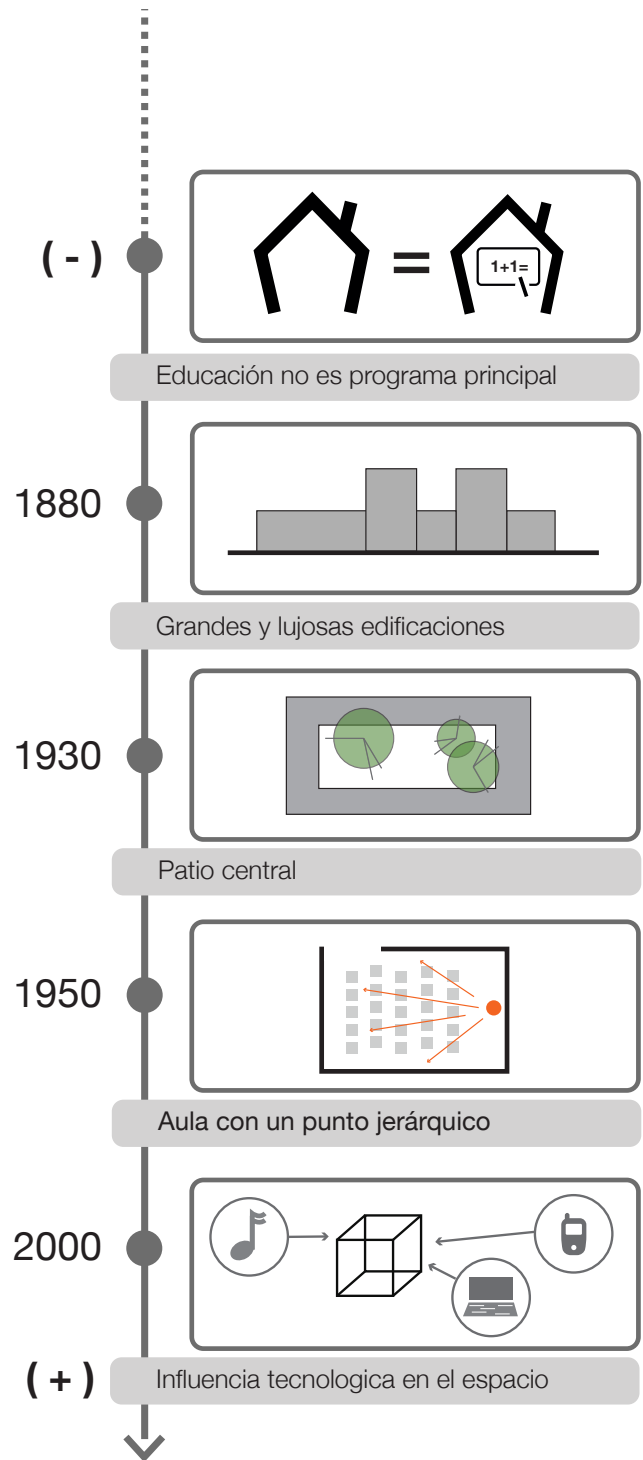 ( - )
1+1=
Educación no es programa principal
1880
Grandes y lujosas edificaciones
1930
Patio central
1950
Aula con un punto jerárquico
2000
( + )
Influencia tecnologica en el espacio